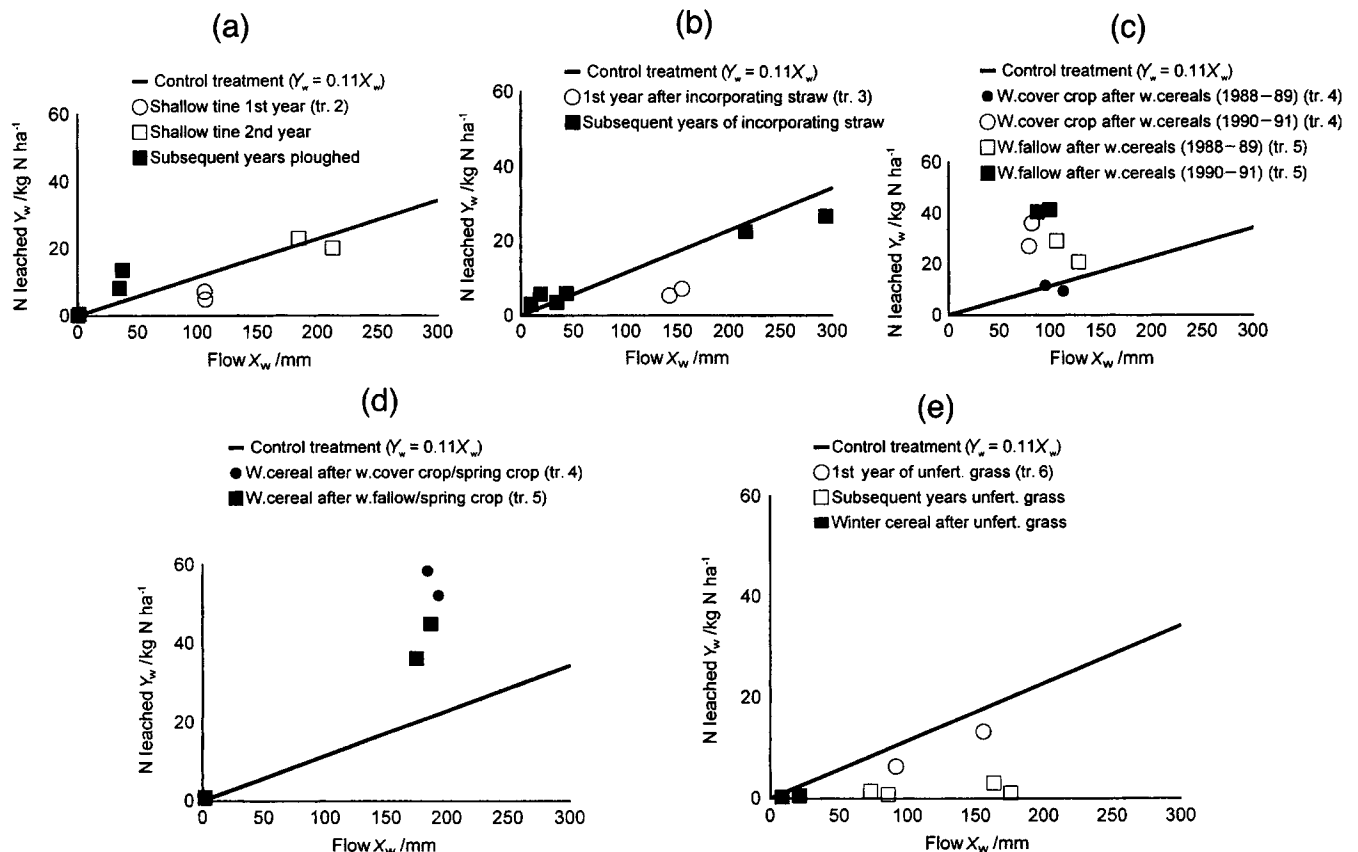 (a)
Control treatment (Yw = 0.11Xw)
Shallow tine 1st year (tr. 2)
Shallow tine 2nd year
Subsequent years ploughed
N leached Yw /kg N ha-1
60
40
20
0
0 50 100 150 200 250 300
Flow Xw /mm
(b)
Control treatment (Yw = 0.11Xw)
1st year after incorporating straw (tr. 3)
Subsequent years of incorporating straw
N leached Yw /kg N ha-1
60
40
20
0
0 50 100 150 200 250 300
Flow Xw /mm
(c)
Control treatment (Yw = 0.11Xw)
W.cover crop after w.cereals (1988–89) (tr. 4)
W.cover crop after w.cereals (1990–91) (tr. 4)
W.fallow after w.cereals (1988–89) (tr. 5)
W.fallow after w.cereals (1990–91) (tr. 5)
N leached Yw /kg N ha-1
60
40
20
0
0 50 100 150 200 250 300
Flow Xw /mm
(d)
Control treatment (Yw = 0.11Xw)
W.cereal after w.cover crop/spring crop (tr. 4)
W.cereal after w.fallow/spring crop (tr. 5)
N leached Yw /kg N ha-1
60
40
20
0
0 50 100 150 200 250 300
Flow Xw /mm
(e)
Control treatment (Yw = 0.11Xw)
1st year of unfert. grass (tr. 6)
Subsequent years unfert. grass
Winter cereal after unfert. grass
N leached Yw /kg N ha-1
60
40
20
0
0 50 100 150 200 250 300
Flow Xw /mm